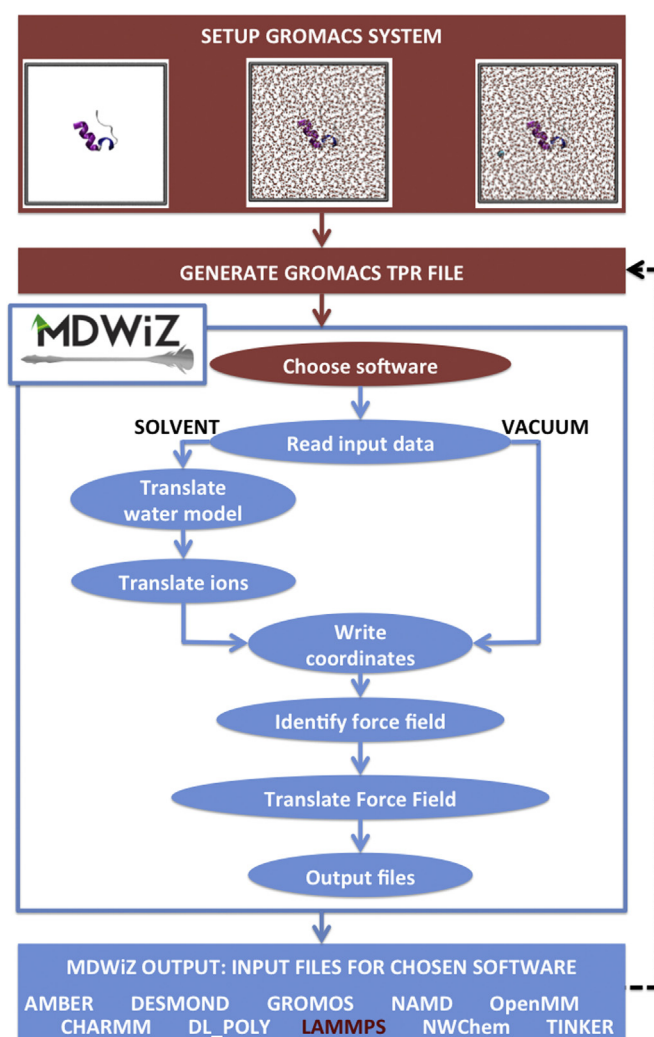 SETUP GROMACS SYSTEM
GENERATE GROMACS TPR FILE
MDWiZ
Choose software
SOLVENT
VACUUM
Read input data
Translate
water model
Translate ions
Write
coordinates
Identify force field
Translate Force Field
Output files
MDWiZ OUTPUT: INPUT FILES FOR CHOSEN SOFTWARE
AMBER DESMOND GROMOS NAMD OpenMM
CHARMM DL_POLY LAMMPS NWChem TINKER